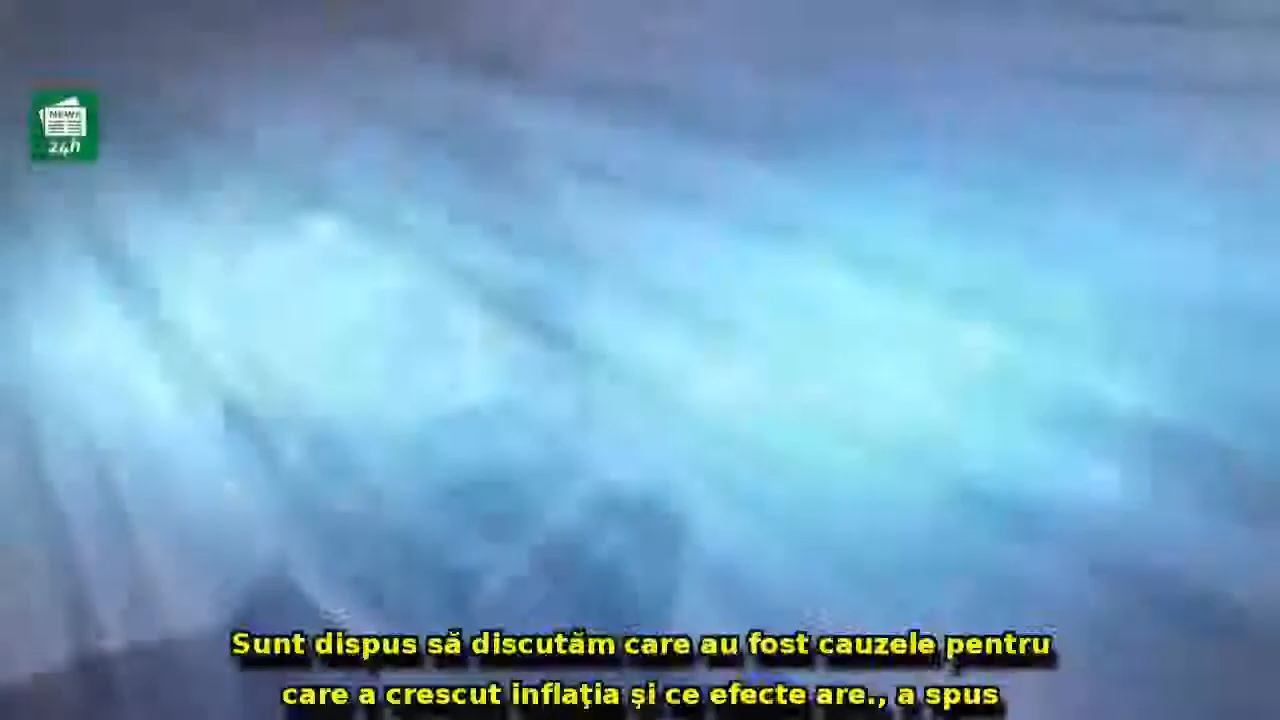 NEWS
24h
Sunt dispus să discutăm care au fost cauzele pentru
care a crescut inflaţia şi ce efecte are., a spus